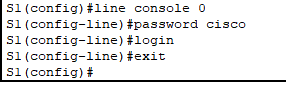 S1(config)#line console 0
S1(config-line)#password cisco
S1(config-line)#login
S1(config-line)#exit
S1(config)#